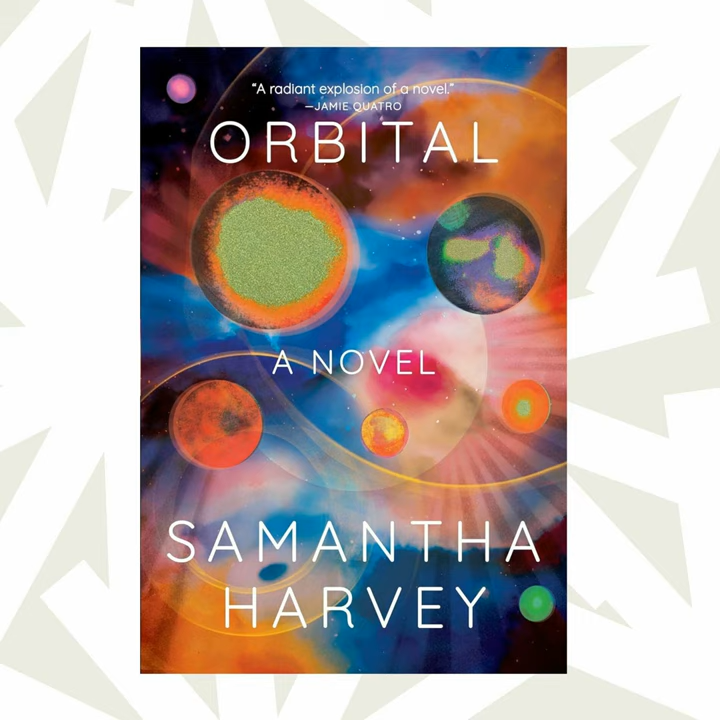 “A radiant explosion of a novel.”
—JAMIE QUATRO
ORBITAL
A NOVEL
SAMANTHA
HARVEY